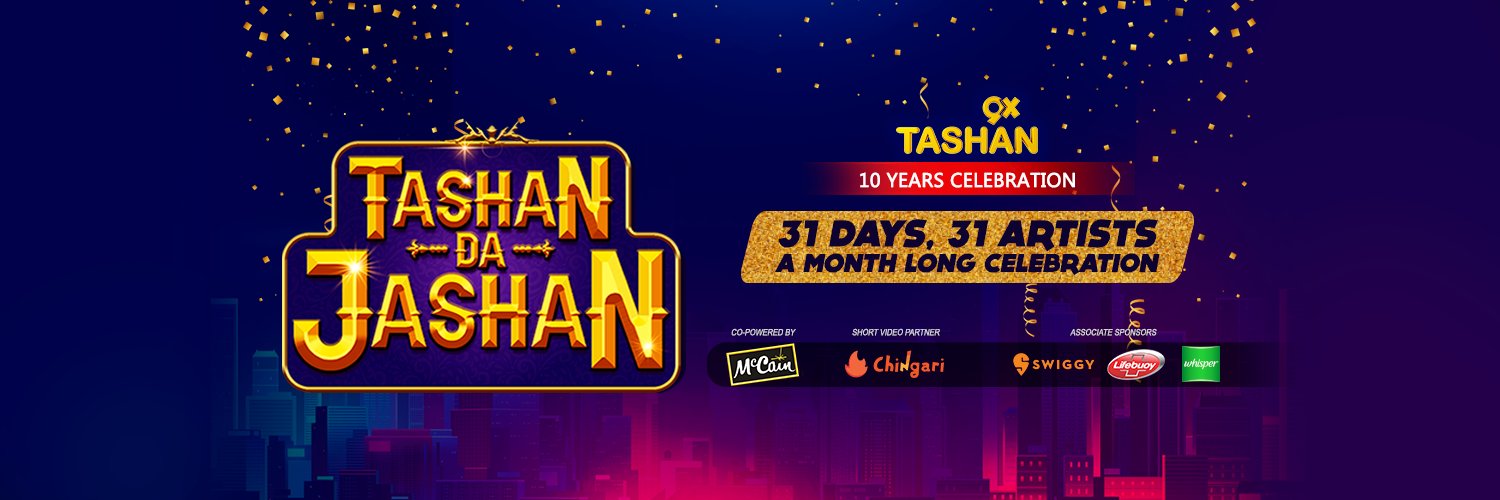 TASHAN
DA
JASHAN
9x
TASHAN
10 YEARS CELEBRATION
31 DAYS, 31 ARTISTS
A MONTH LONG CELEBRATION
CO-POWERED BY
SHORT VIDEO PARTNER
ASSOCIATE SPONSORS
McCain
Chingari
SWIGGY
Lifebuoy
whisper